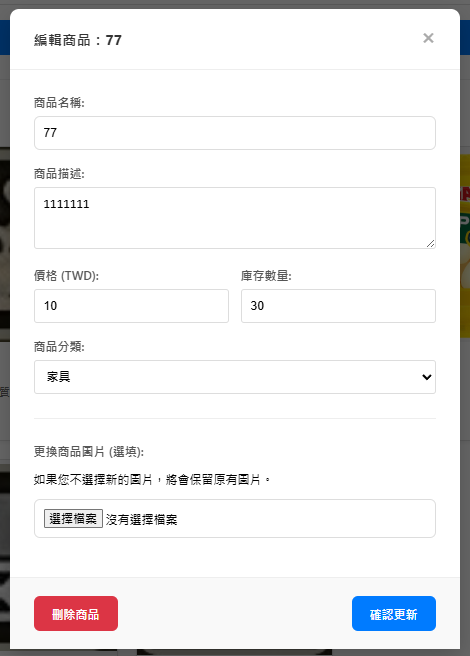 編輯商品：77
×
商品名稱:
77
商品描述:
1111111
價格 (TWD): 庫存數量:
10 30
商品分類:
家具
更換商品圖片 (選填):
如果您不選擇新的圖片，將會保留原有圖片。
選擇檔案 沒有選擇檔案
刪除商品 確認更新